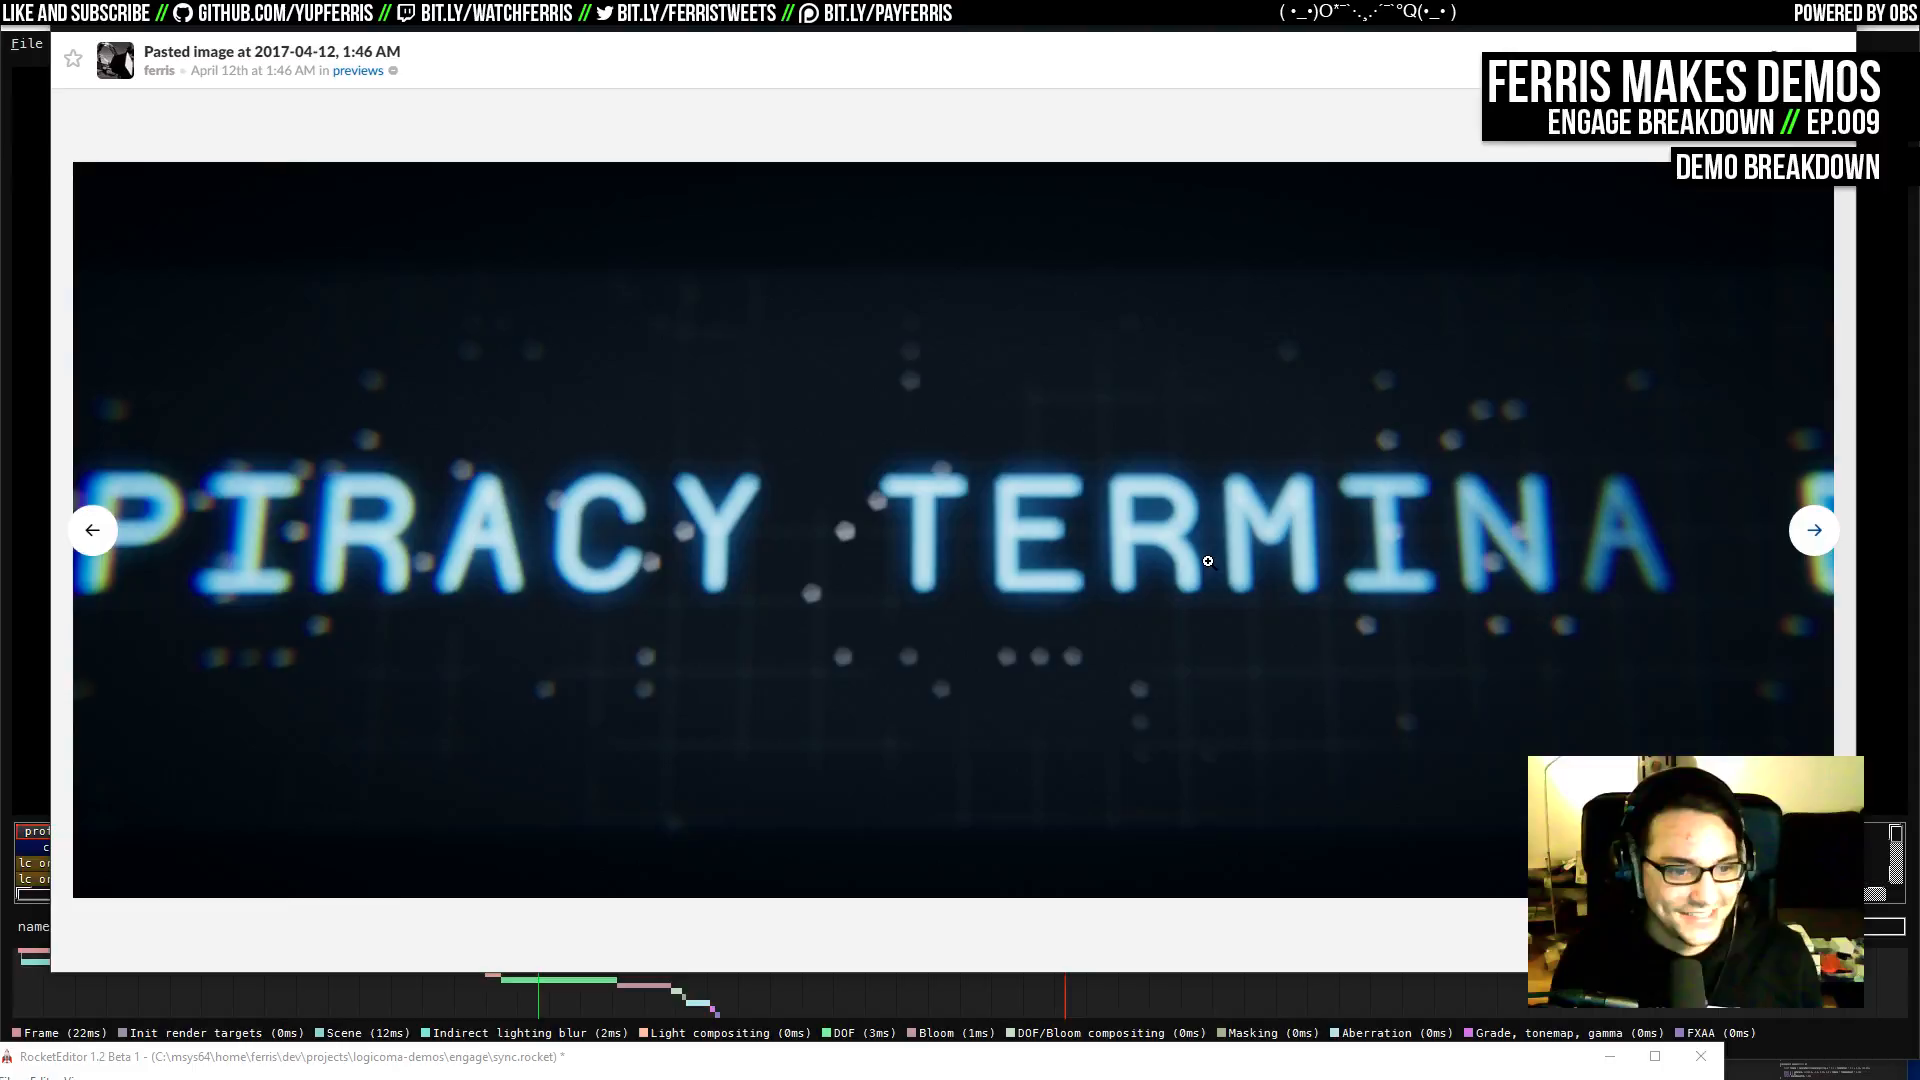 LIKE AND SUBSCRIBE // GITHUB.COM/YUPFERRIS // BIT.LY/WATCHFERRIS // BIT.LY/FERRISTWEETS // BIT.LY/PAYFERRIS
POWERED BY OBS
File
Pasted image at 2017-04-12, 1:46 AM
ferris • April 12th at 1:46 AM in previews
FERRIS MAKES DEMOS
ENGAGE BREAKDOWN // EP.009
DEMO BREAKDOWN
PIRACY TERMINA
prof
c
lc or
lc or
name
Frame (22ms) Init render targets (0ms) Scene (12ms) Indirect lighting blur (2ms) Light compositing (0ms) DOF (3ms) Bloom (1ms) DOF/Bloom compositing (0ms) Masking (0ms) Aberration (0ms) Grade, tonemap, gamma (0ms) FXAA (0ms)
RocketEditor 1.2 Beta 1 - (C:\msys64\home\ferris\dev\projects\logicoma-demos\engage\sync.rocket) *